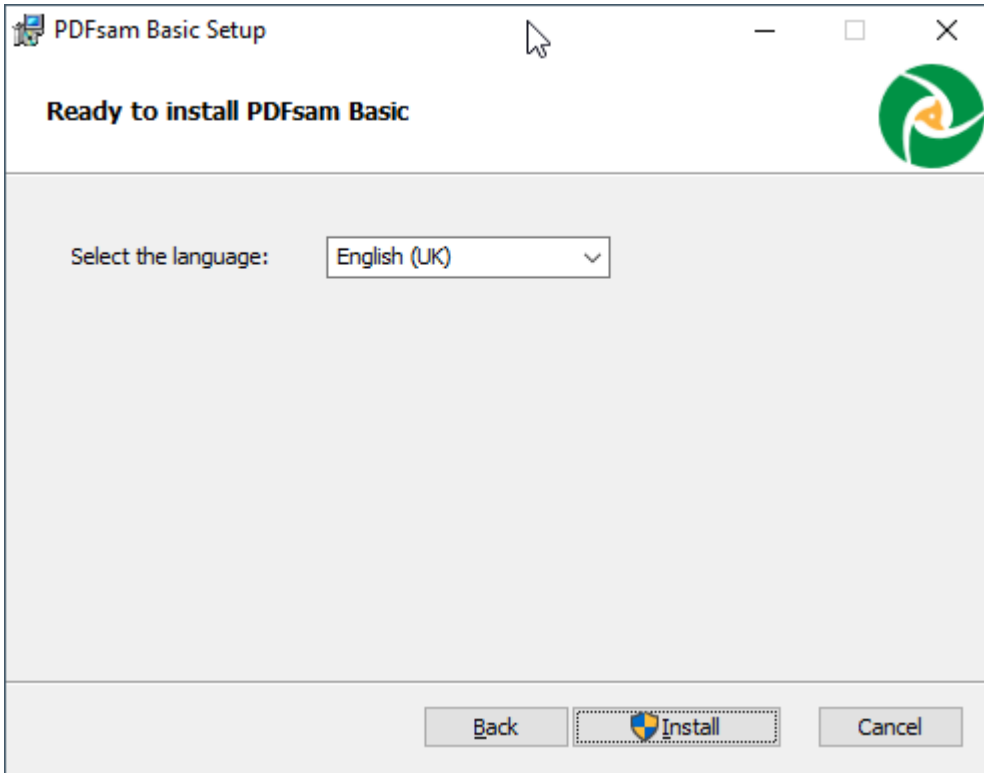 PDFsam Basic Setup
Ready to install PDFsam Basic
Select the language: English (UK)
Back Install Cancel